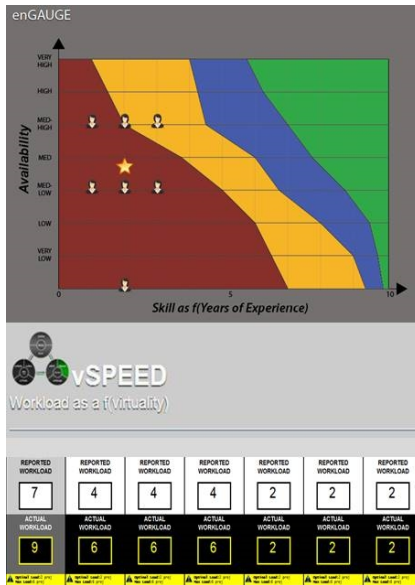 enGAUGE
VERY
HIGH
HIGH
MED-
HIGH
MED
MED-
LOW
LOW
VERY
LOW
Availability
0 5 10
Skill as f(Years of Experience)
vSPEED
Workload as a f(virtuality)
REPORTED WORKLOAD REPORTED WORKLOAD REPORTED WORKLOAD REPORTED WORKLOAD REPORTED WORKLOAD REPORTED WORKLOAD REPORTED WORKLOAD
7 4 4 4 2 2 2
ACTUAL WORKLOAD ACTUAL WORKLOAD ACTUAL WORKLOAD ACTUAL WORKLOAD ACTUAL WORKLOAD ACTUAL WORKLOAD ACTUAL WORKLOAD
9 6 6 6 2 2 2